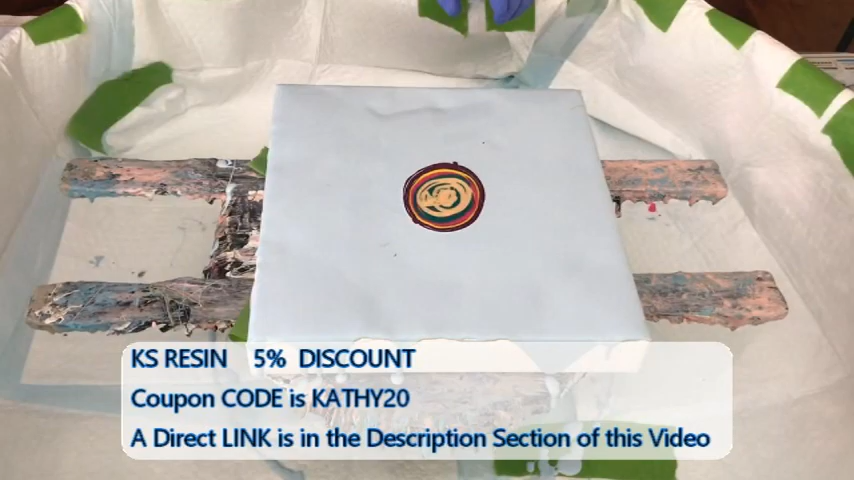 KS RESIN 5% DISCOUNT
Coupon CODE is KATHY20
A Direct LINK is in the Description Section of this Video